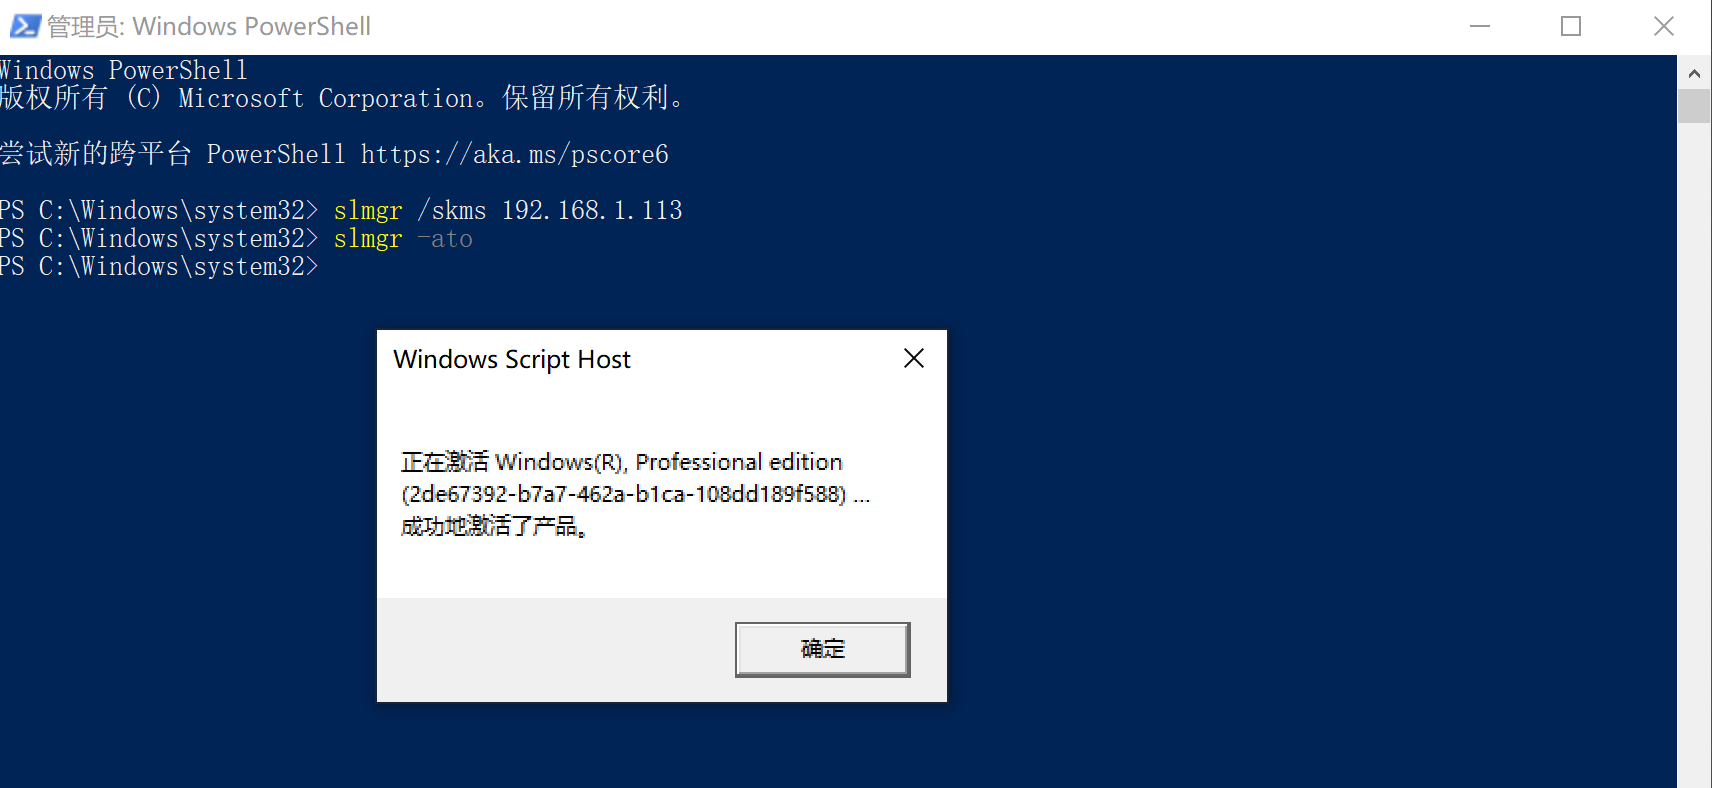 管理员: Windows PowerShell
Windows PowerShell
版权所有 (C) Microsoft Corporation。保留所有权利。
尝试新的跨平台 PowerShell https://aka.ms/pscore6
PS C:\Windows\system32> slmgr /skms 192.168.1.113
PS C:\Windows\system32> slmgr -ato
PS C:\Windows\system32>
Windows Script Host
正在激活 Windows(R), Professional edition
(2de67392-b7a7-462a-b1ca-108dd189f588) ...
成功地激活了产品。
确定